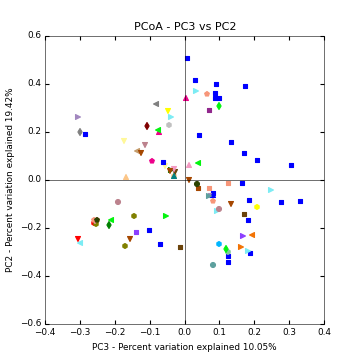 PCoA - PC3 vs PC2
0.6
0.4
0.2
0.0
−0.2
−0.4
−0.6
PC2 - Percent variation explained 19.42%
−0.4 −0.3 −0.2 −0.1 0.0 0.1 0.2 0.3 0.4
PC3 - Percent variation explained 10.05%